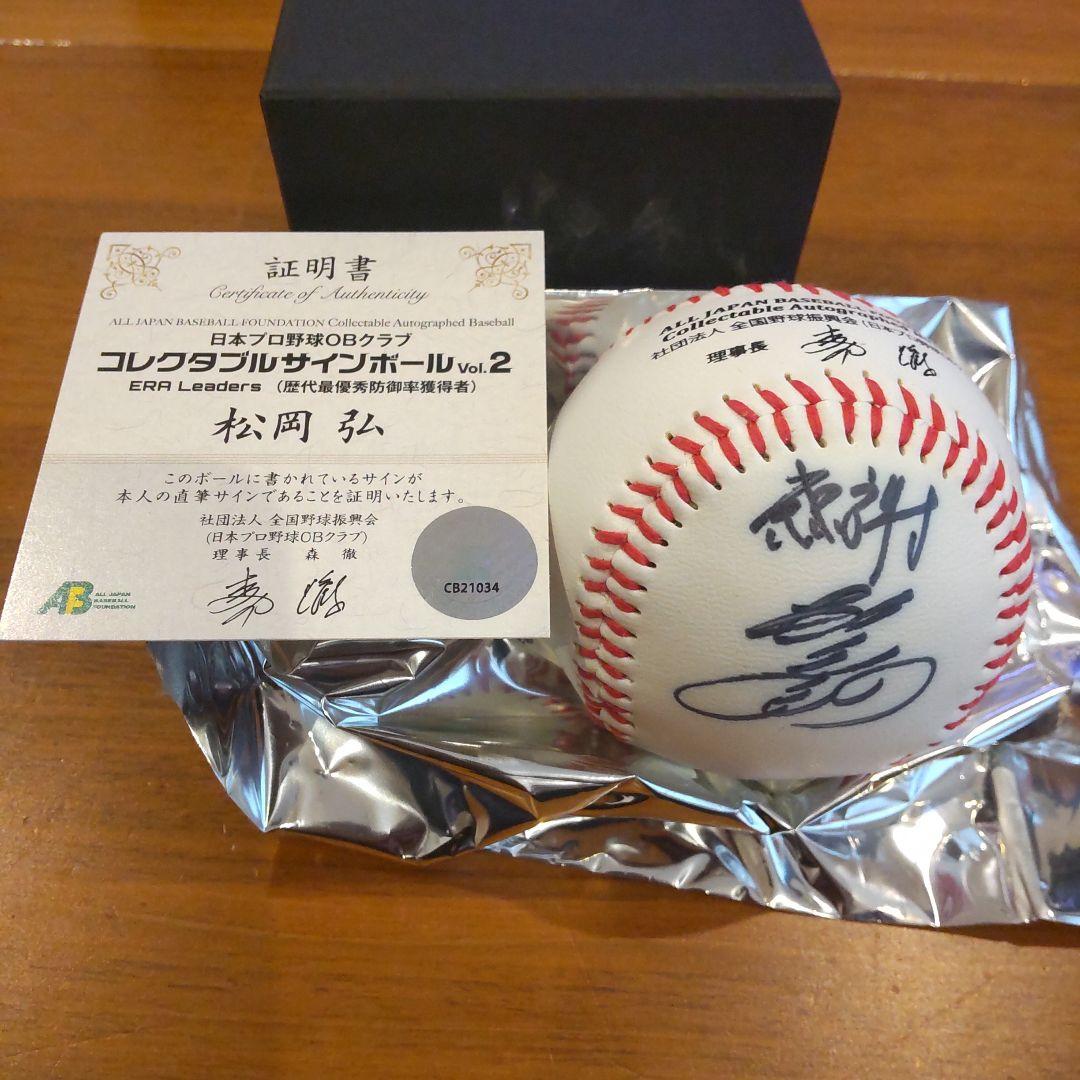 証明書
Certificate of Authenticity
ALL JAPAN BASEBALL FOUNDATION Collectable Autographed Baseball
日本プロ野球OBクラブ
コレクタブルサインボール Vol.2
ERA Leaders （歴代最優秀防御率獲得者）
松岡 弘
このボールに書かれているサインが
本人の直筆サインであることを証明いたします。
社団法人 全国野球振興会
(日本プロ野球OBクラブ)
理事長 森 徹
CB21034
AFB ALL JAPAN
BASEBALL
FOUNDATION
ALL JAPAN BASEBALL
Collectable Autographed
社団法人 全国野球振興会 (日本プ
理事長